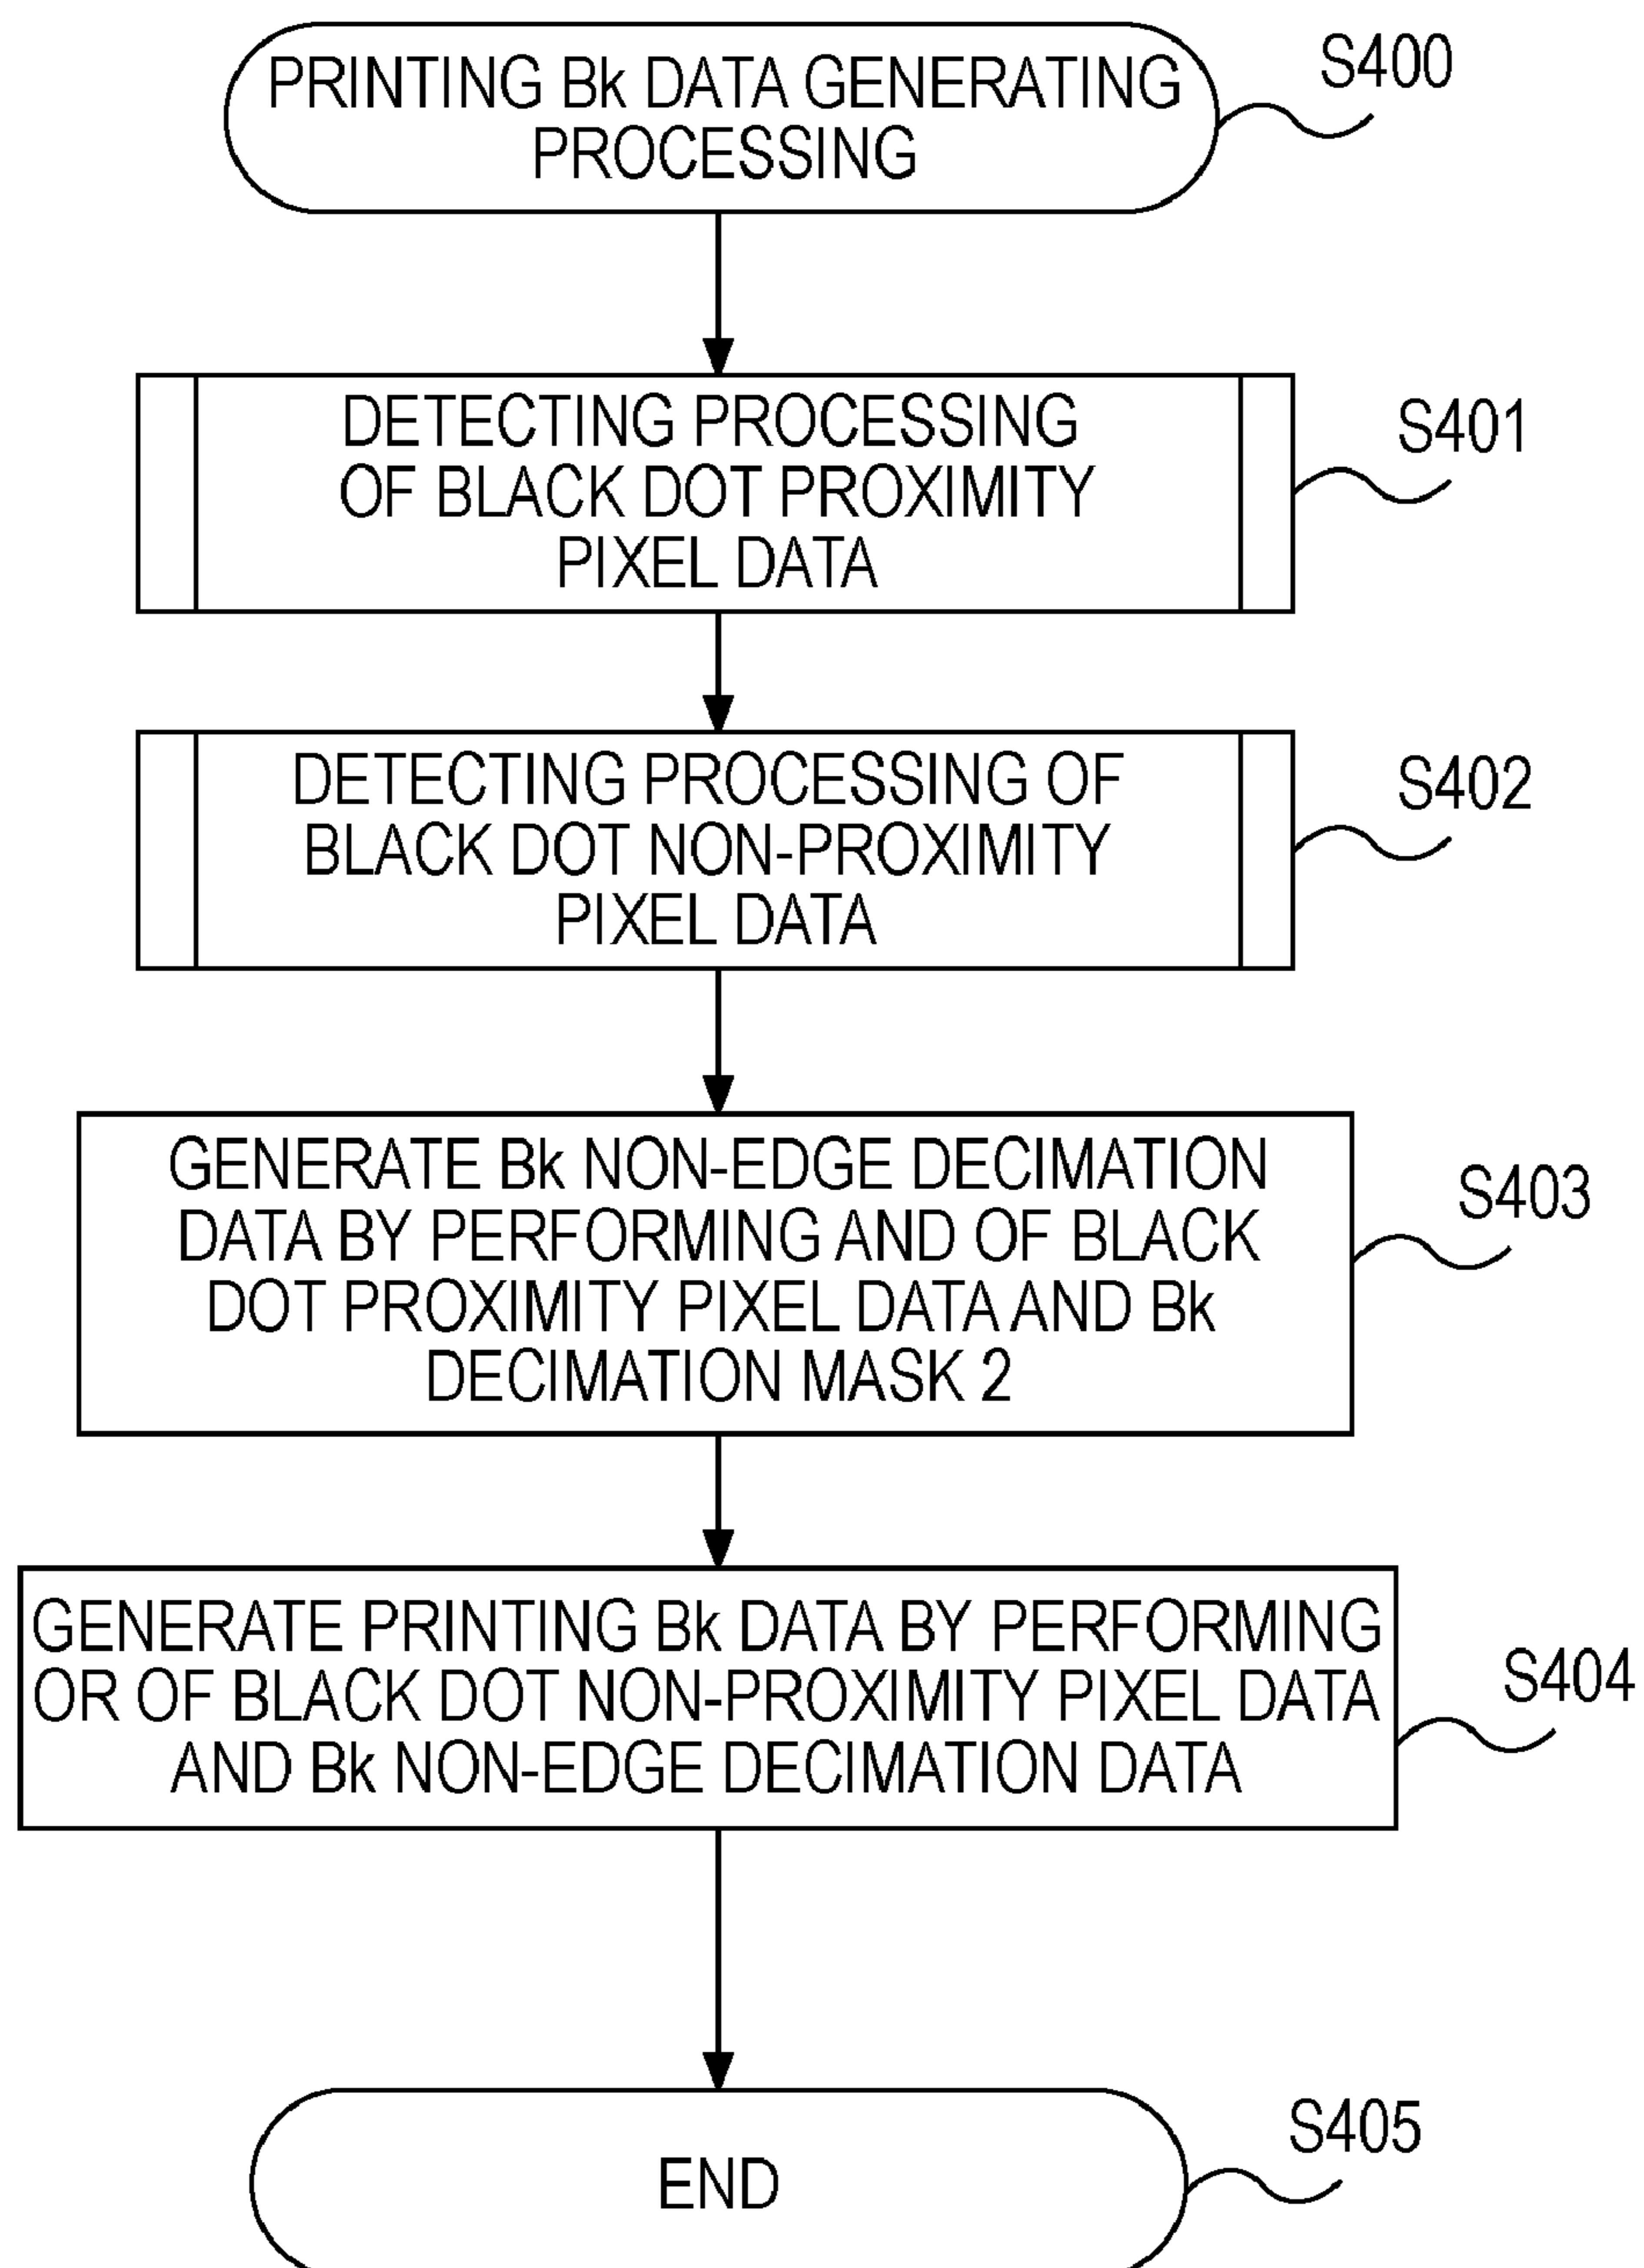 PRINTING Bk DATA GENERATING
PROCESSING
S400
DETECTING PROCESSING
OF BLACK DOT PROXIMITY
PIXEL DATA
S401
DETECTING PROCESSING OF
BLACK DOT NON-PROXIMITY
PIXEL DATA
S402
GENERATE Bk NON-EDGE DECIMATION
DATA BY PERFORMING AND OF BLACK
DOT PROXIMITY PIXEL DATA AND Bk
DECIMATION MASK 2
S403
GENERATE PRINTING Bk DATA BY PERFORMING
OR OF BLACK DOT NON-PROXIMITY PIXEL DATA
AND Bk NON-EDGE DECIMATION DATA
S404
END
S405